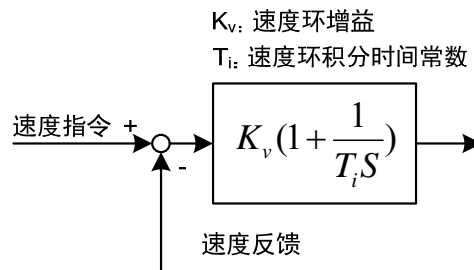 Kv: 速度环增益
Ti: 速度环积分时间常数
速度指令 +
Kv(1+1/TiS)
-
速度反馈